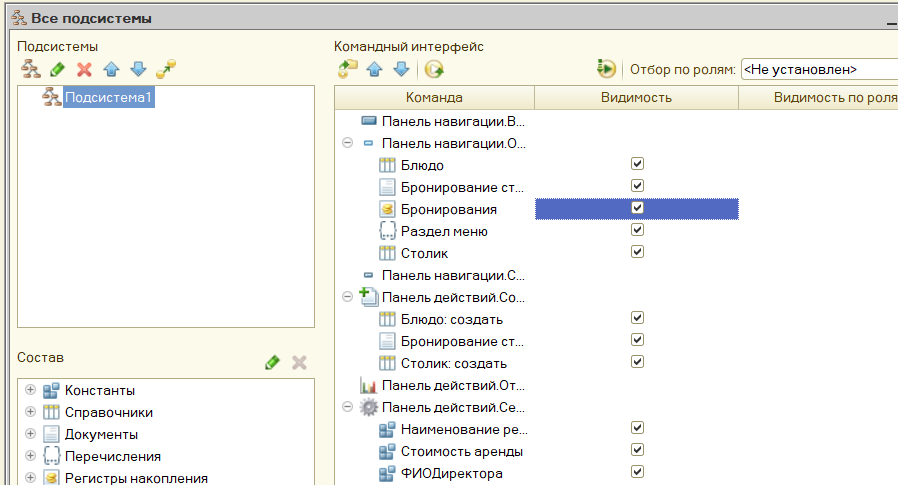 Все подсистемы
Подсистемы
Подсистема1
Состав
Константы
Справочники
Документы
Перечисления
Регистры накопления
Командный интерфейс
Отбор по ролям: <Не установлен>
Команда Видимость Видимость по роля
Панель навигации.В...
Панель навигации.О...
Блюдо
Бронирование ст...
Бронирования
Раздел меню
Столик
Панель навигации.С...
Панель действий.Со...
Блюдо: создать
Бронирование ст...
Столик: создать
Панель действий.От...
Панель действий.Се...
Наименование ре...
Стоимость аренды
ФИОДиректора